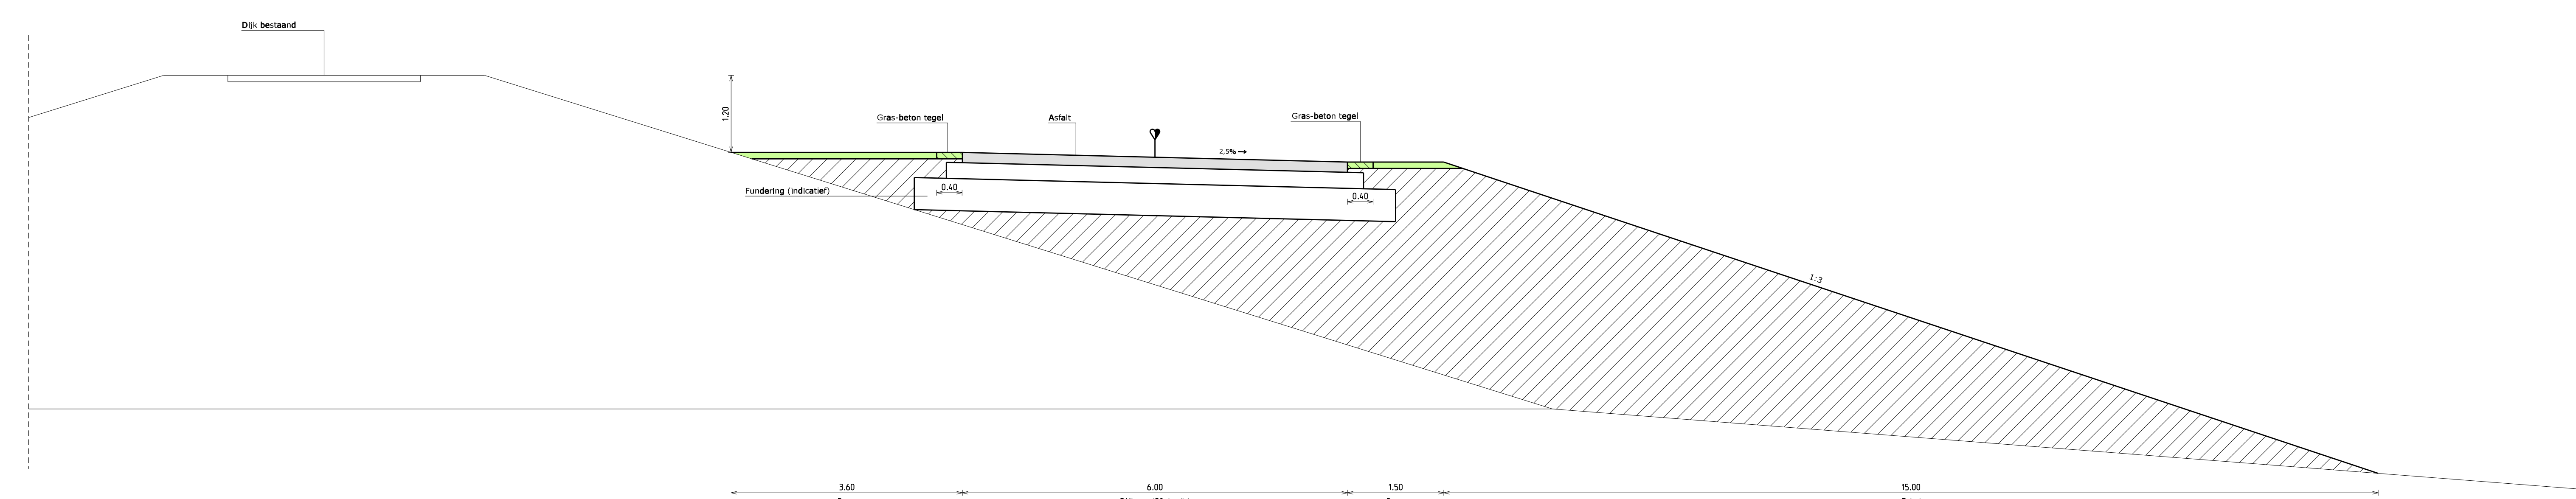 Dijk bestaand
1.20
Gras-beton tegel
Asfalt
Gras-beton tegel
2,5%
Fundering (indicatief)
0.40
0.40
1:3
3.60
6.00
1.50
15.00